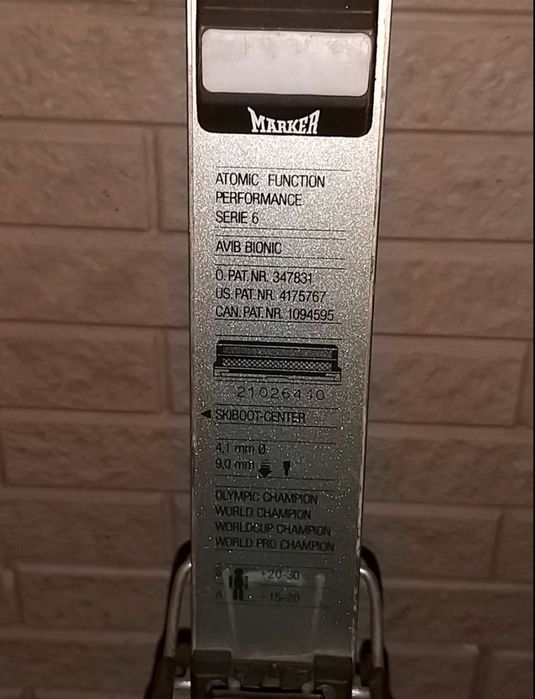 MARKER
ATOMIC FUNCTION
PERFORMANCE
SERIE 6
AVIB BIONIC
Ö. PAT. NR. 347831
US. PAT. NR. 4175767
CAN. PAT. NR. 1094595
21026440
SKIBOOT-CENTER
4,1 mm Ø
9,0 mm
OLYMPIC CHAMPION
WORLD CHAMPION
WORLDCUP CHAMPION
WORLD PRO CHAMPION
+20-30
A -15-20